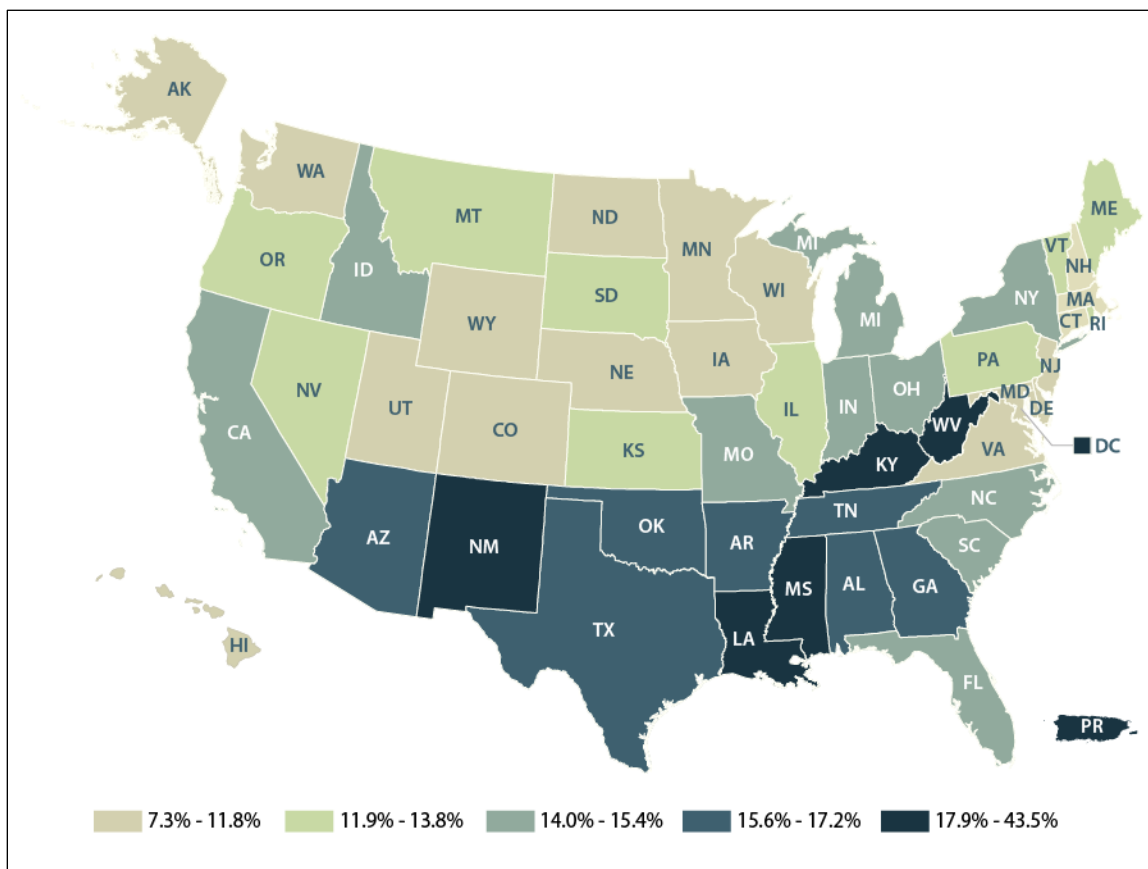 AK
WA
MT
ND
MN
ME
VT
NH
OR
ID
SD
WI
MI
MI
NY
MA
CT
RI
WY
NE
IA
PA
NJ
NV
UT
CO
IL
IN
OH
MD
DE
CA
KS
MO
WV
VA
DC
KY
AZ
NM
OK
AR
TN
NC
SC
TX
MS
AL
GA
LA
HI
FL
PR
7.3% - 11.8% 11.9% - 13.8% 14.0% - 15.4% 15.6% - 17.2% 17.9% - 43.5%